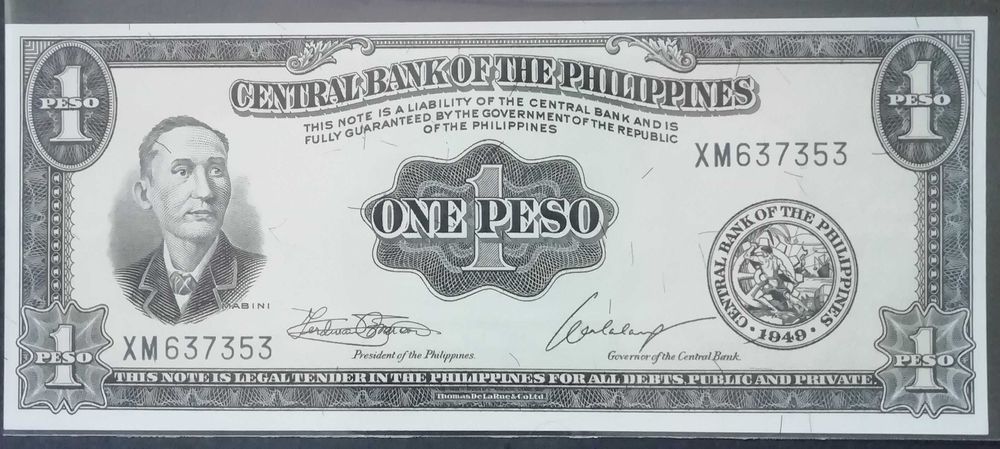 1
PESO
CENTRAL BANK OF THE PHILIPPINES
1
PESO
THIS NOTE IS A LIABILITY OF THE CENTRAL BANK AND IS
FULLY GUARANTEED BY THE GOVERNMENT OF THE REPUBLIC
OF THE PHILIPPINES
XM637353
1
ONE PESO
MABINI
CENTRAL BANK OF THE PHILIPPINES
1949
XM637353
President of the Philippines.
Governor of the Central Bank.
1
PESO
1
PESO
THIS NOTE IS LEGAL TENDER IN THE PHILIPPINES FOR ALL DEBTS, PUBLIC AND PRIVATE.
Thomas De La Rue & Co Ltd.